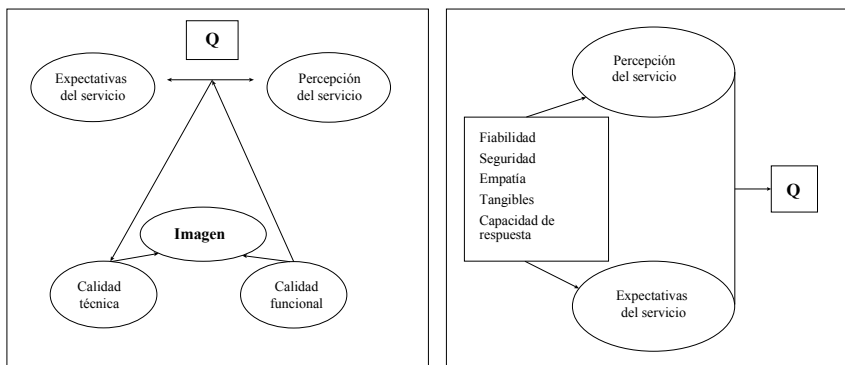 Q
Expectativas
del servicio
Percepción
del servicio
Imagen
Calidad
técnica
Calidad
funcional
Percepción
del servicio
Fiabilidad
Seguridad
Empatía
Tangibles
Capacidad de
respuesta
Q
Expectativas
del servicio